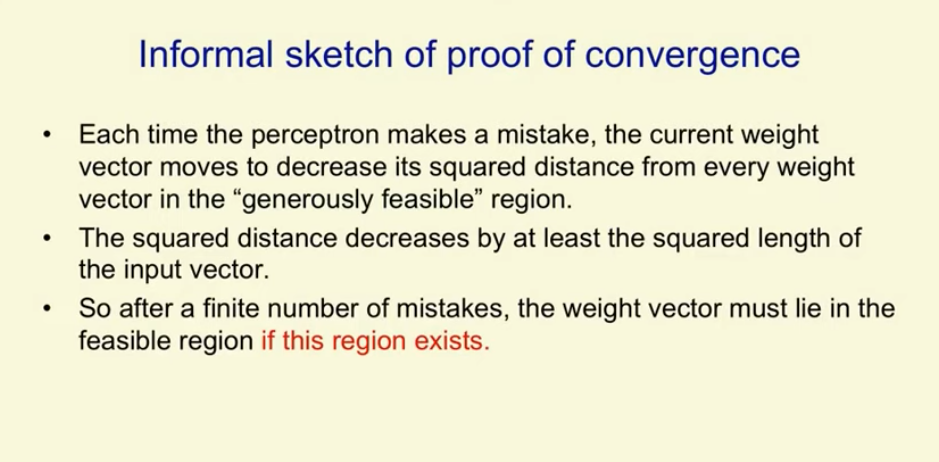 Informal sketch of proof of convergence
• Each time the perceptron makes a mistake, the current weight
vector moves to decrease its squared distance from every weight
vector in the “generously feasible” region.
• The squared distance decreases by at least the squared length of
the input vector.
• So after a finite number of mistakes, the weight vector must lie in the
feasible region if this region exists.